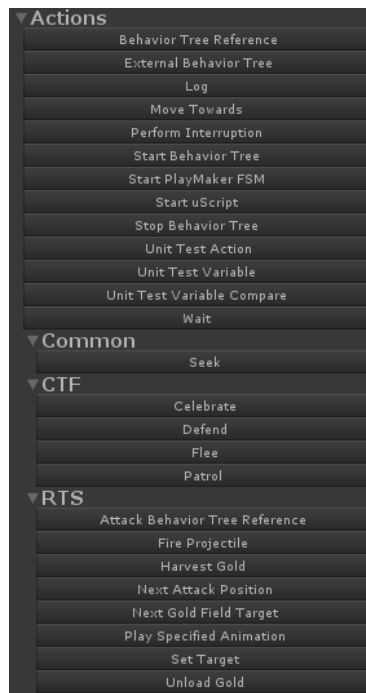 Actions
Behavior Tree Reference
External Behavior Tree
Log
Move Towards
Perform Interruption
Start Behavior Tree
Start PlayMaker FSM
Start uScript
Stop Behavior Tree
Unit Test Action
Unit Test Variable
Unit Test Variable Compare
Wait
Common
Seek
CTF
Celebrate
Defend
Flee
Patrol
RTS
Attack Behavior Tree Reference
Fire Projectile
Harvest Gold
Next Attack Position
Next Gold Field Target
Play Specified Animation
Set Target
Unload Gold